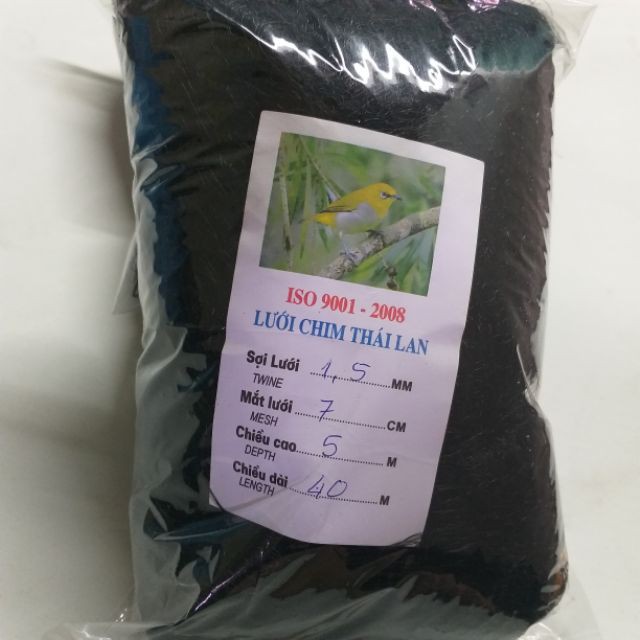 ISO 9001 - 2008
LƯỚI CHIM THÁI LAN
Sợi Lưới ....1,5........MM
TWINE
Mắt lưới .....7..........CM
MESH
Chiều cao....5..........M
DEPTH
Chiều dài ....40.........M
LENGTH